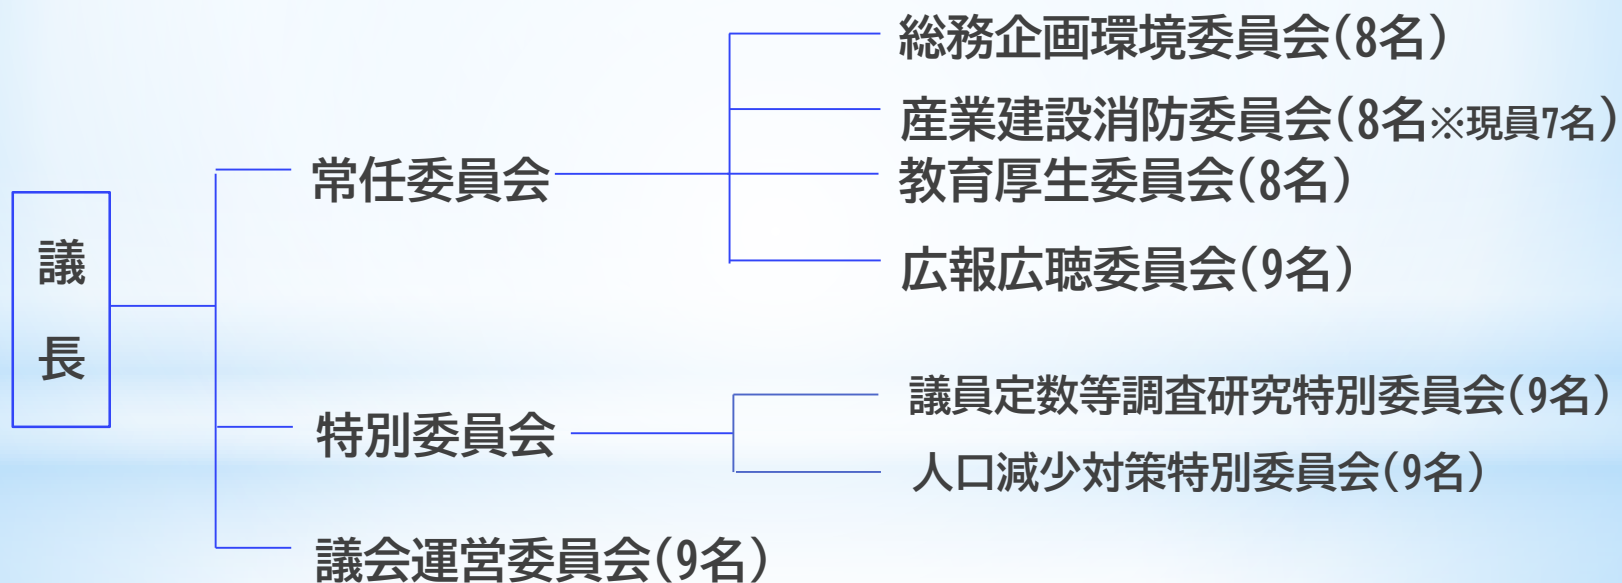 議長
常任委員会
総務企画環境委員会(8名)
産業建設消防委員会(8名※現員7名)
教育厚生委員会(8名)
広報広聴委員会(9名)
特別委員会
議員定数等調査研究特別委員会(9名)
人口減少対策特別委員会(9名)
議会運営委員会(9名)